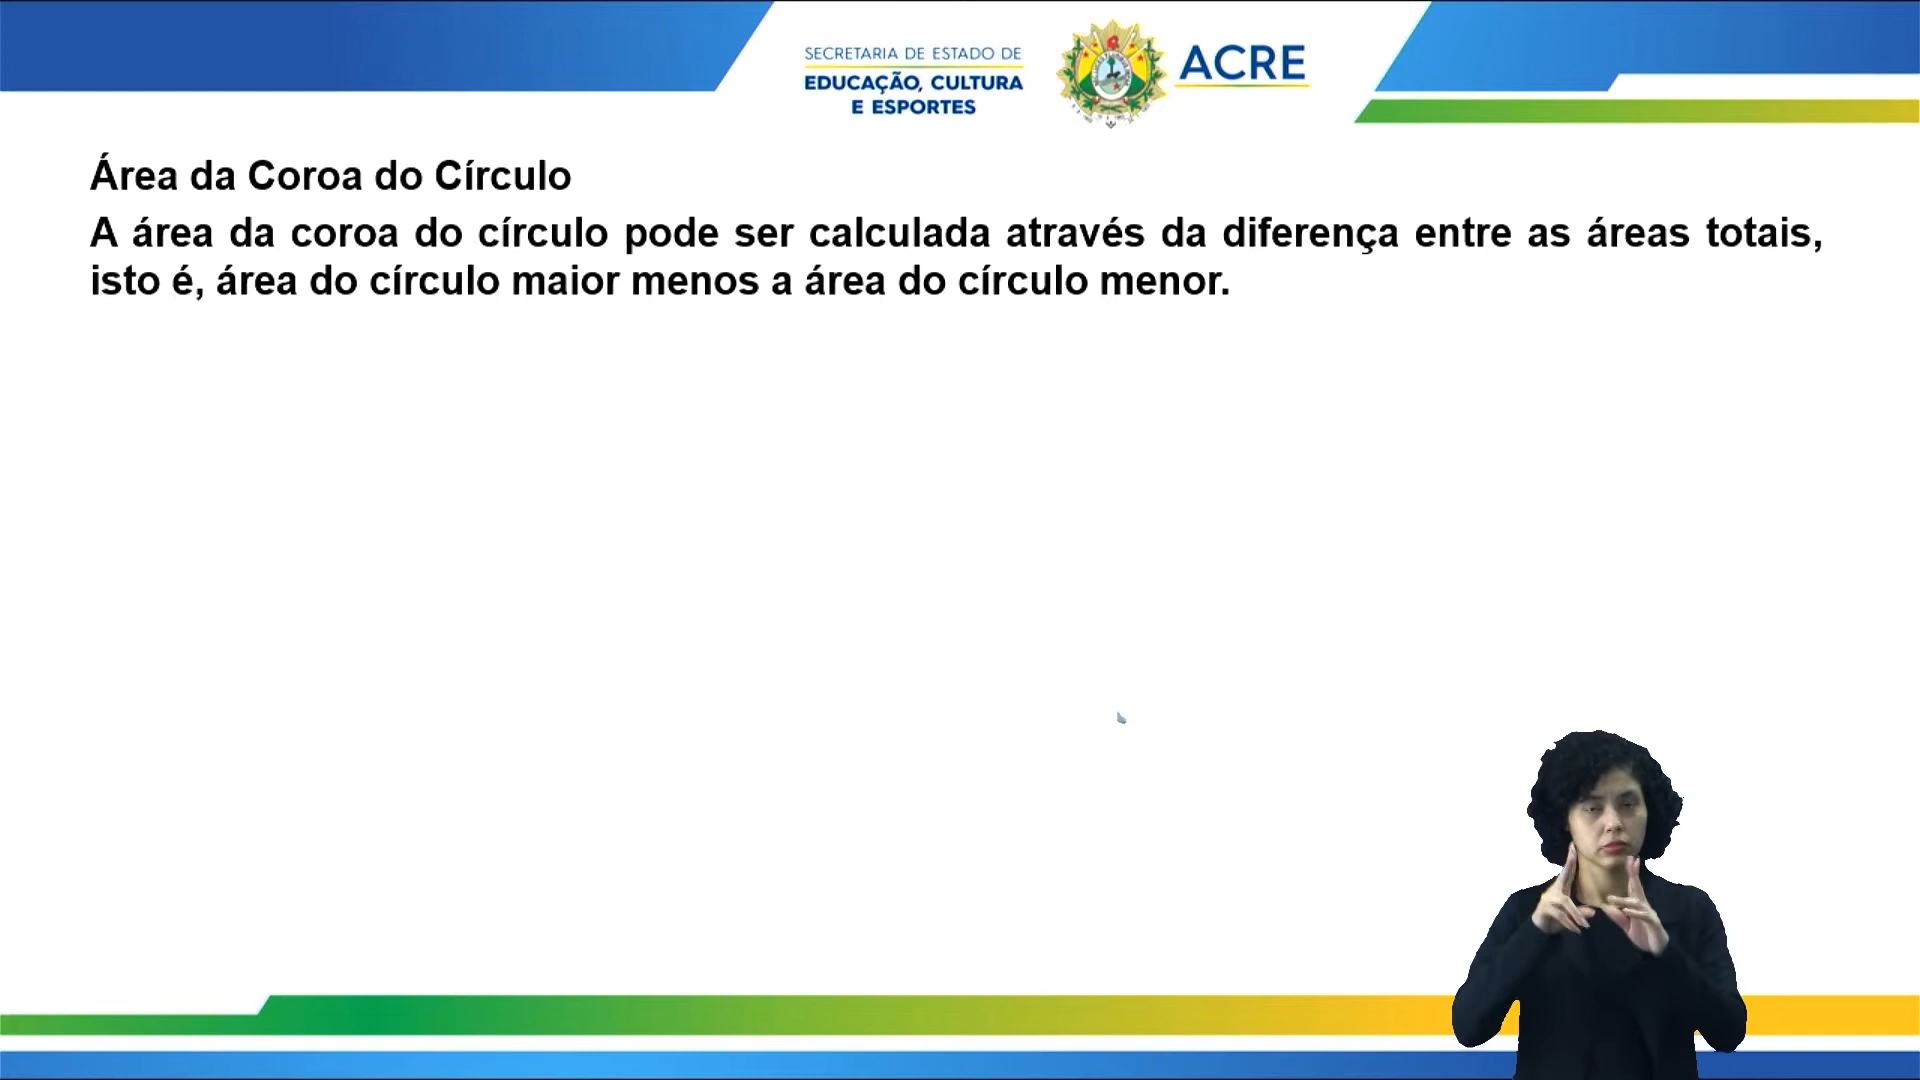 SECRETARIA DE ESTADO DE
EDUCAÇÃO, CULTURA
E ESPORTES
ACRE
Área da Coroa do Círculo
A área da coroa do círculo pode ser calculada através da diferença entre as áreas totais,
isto é, área do círculo maior menos a área do círculo menor.